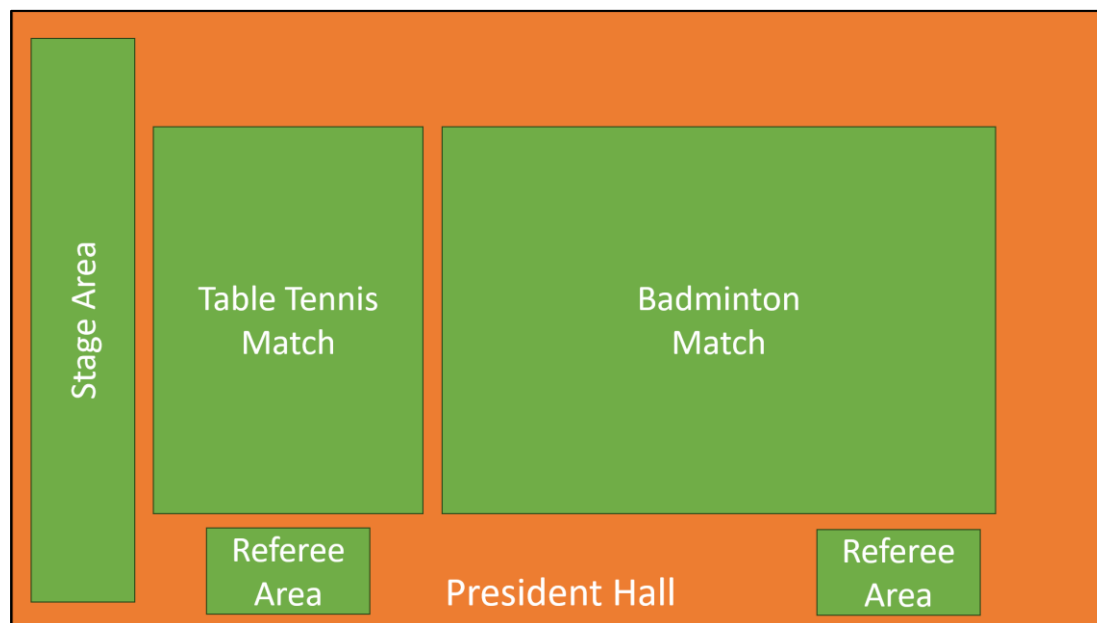 Stage Area
Table Tennis
Match
Badminton
Match
Referee
Area
President Hall
Referee
Area